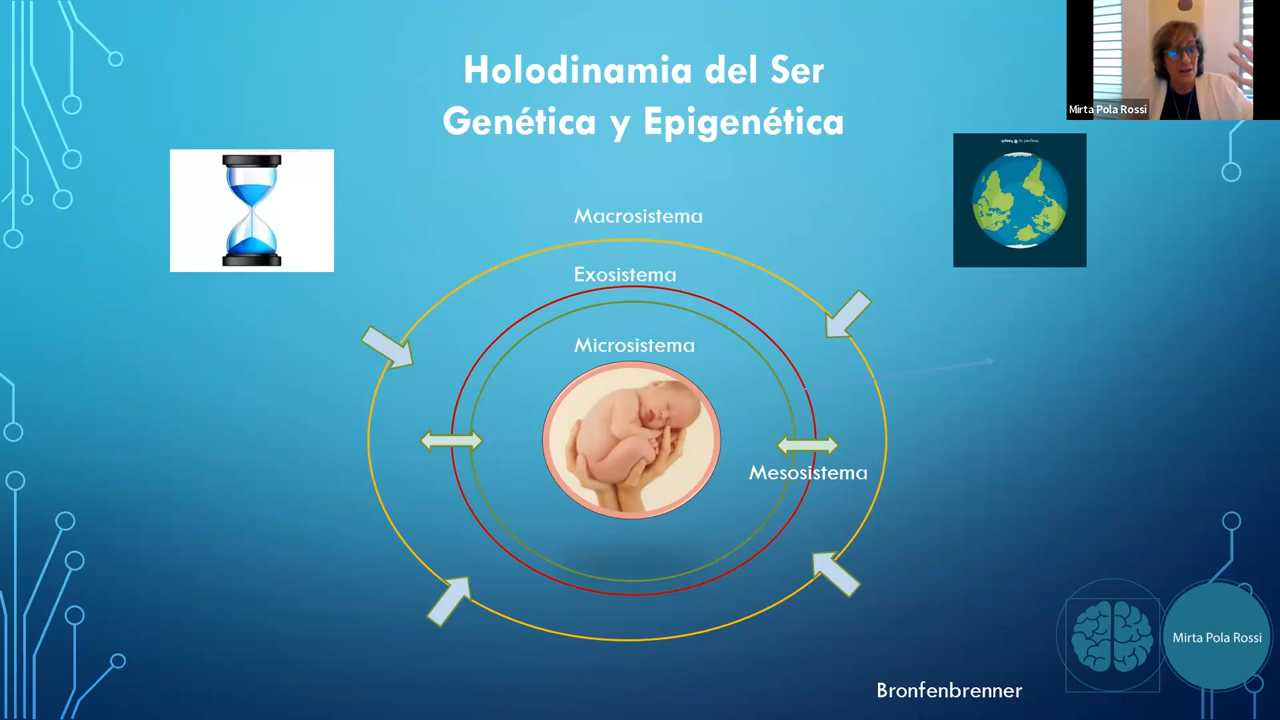 Holodinamia del Ser
Genética y Epigenética
Mirta Pola Rossi
Macrosistema
Exosistema
Microsistema
Mesosistema
Mirta Pola Rossi
Bronfenbrenner